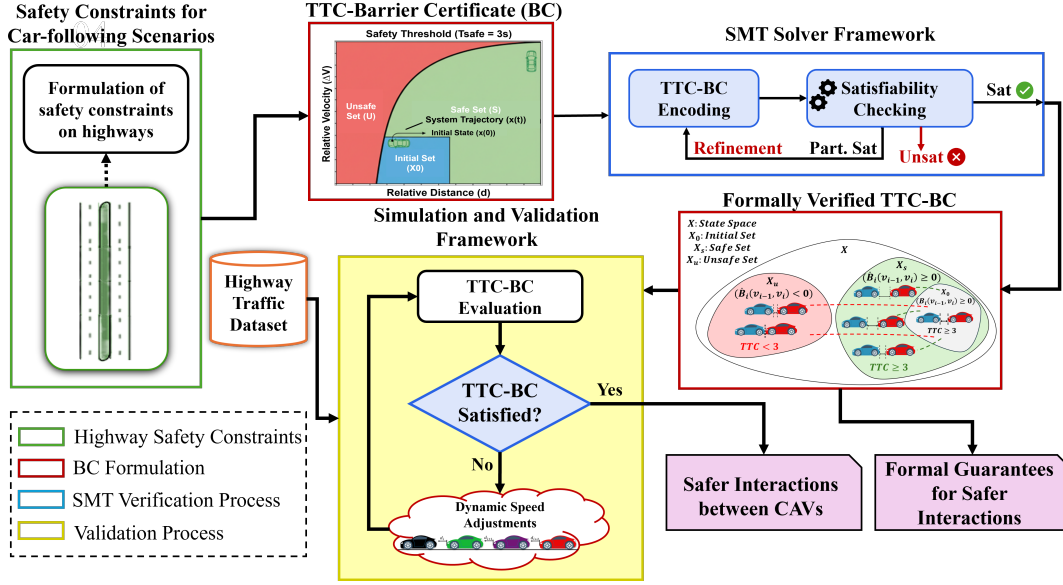 Safety Constraints for
Car-following Scenarios
Formulation of
safety constraints
on highways
TTC-Barrier Certificate (BC)
Safety Threshold (Tsafe = 3s)
Relative Velocity (ΔV)
Unsafe
Set (U)
Safe Set (S)
System Trajectory (x(t))
Initial State (x(0))
Initial Set
(X0)
Relative Distance (d)
SMT Solver Framework
TTC-BC
Encoding
Satisfiability
Checking
Sat
Refinement
Part. Sat
Unsat
Formally Verified TTC-BC
X: State Space
X₀: Initial Set
Xₛ: Safe Set
Xᵤ: Unsafe Set
X
Xᵤ
(Bᵢ(vᵢ₋₁, vᵢ) < 0)
TTC < 3
Xₛ
(Bᵢ(vᵢ₋₁, vᵢ) ≥ 0)
X₀
(Bᵢ(vᵢ₋₁, vᵢ) ≥ 0)
TTC ≥ 3
TTC ≥ 3
Highway
Traffic
Dataset
Simulation and Validation
Framework
TTC-BC
Evaluation
TTC-BC
Satisfied?
Yes
No
Dynamic Speed
Adjustments
Safer Interactions
between CAVs
Formal Guarantees
for Safer
Interactions
Highway Safety Constraints
BC Formulation
SMT Verification Process
Validation Process